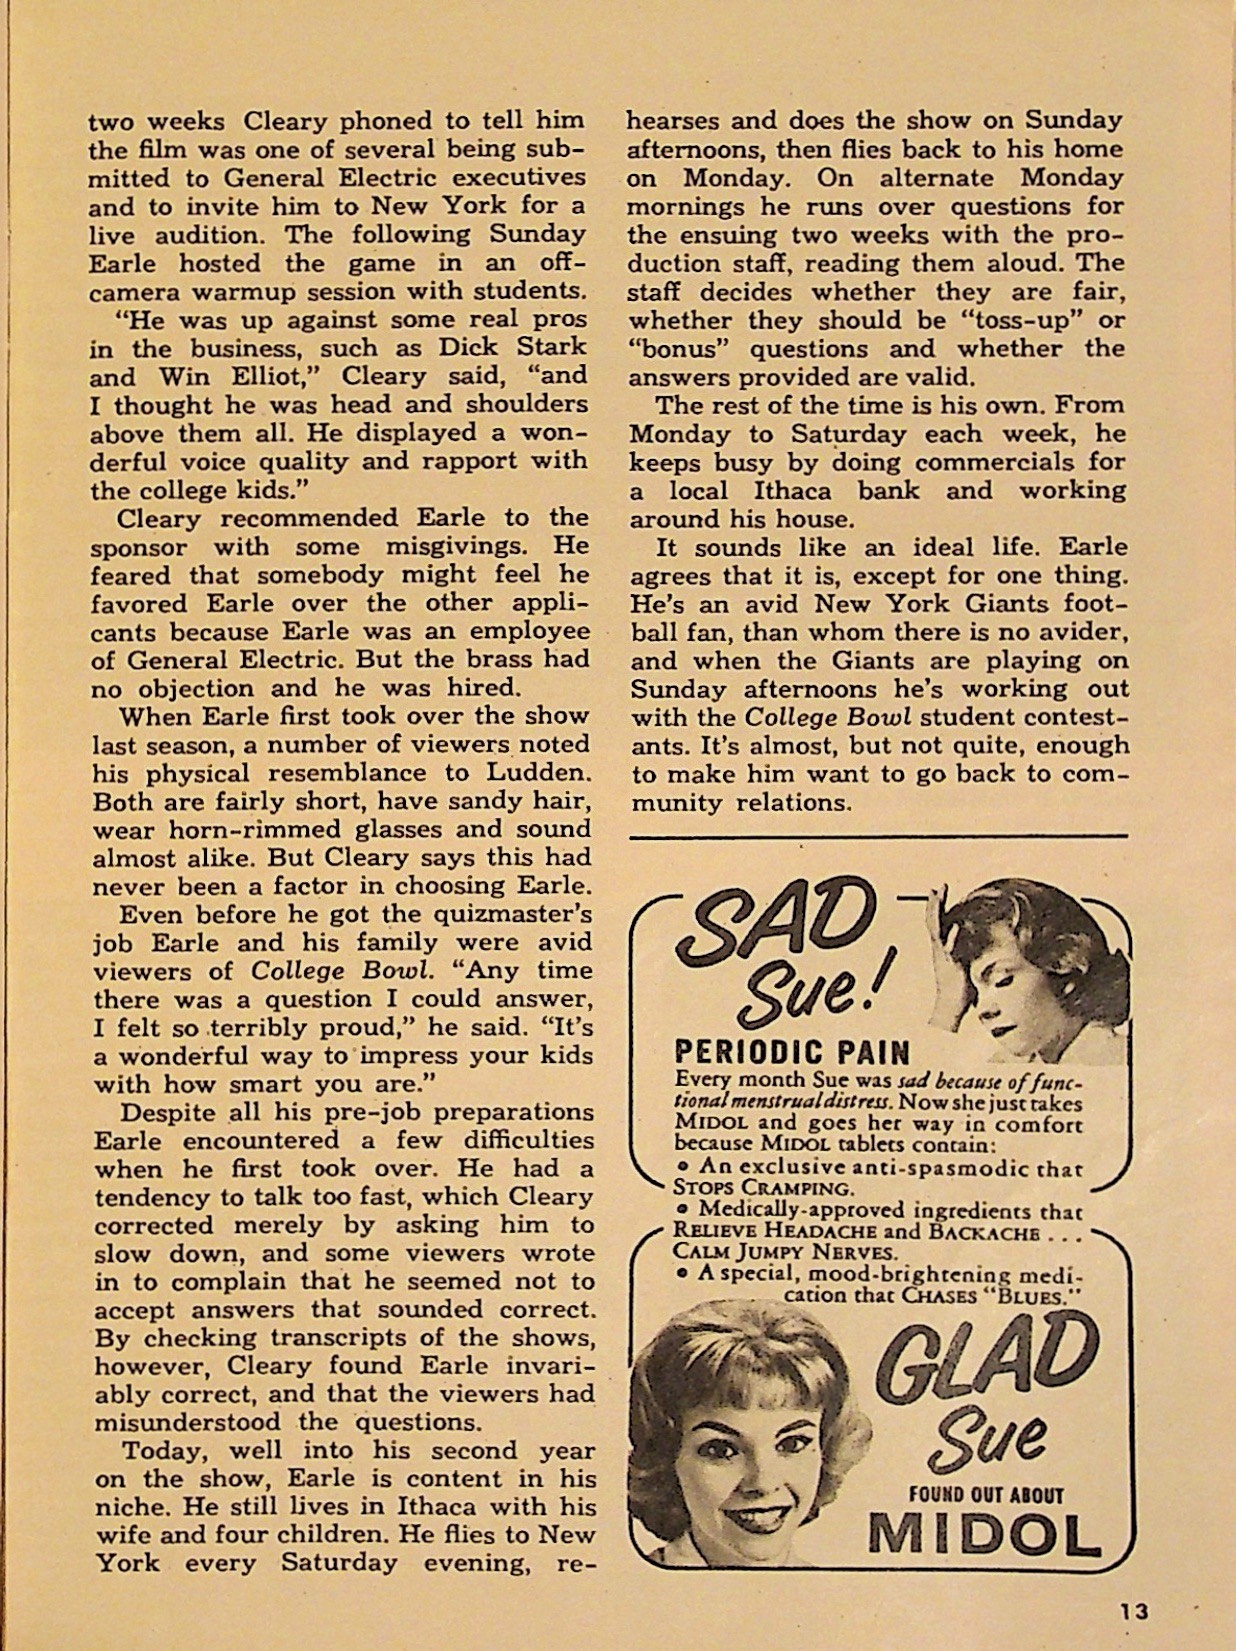 two weeks Cleary phoned to tell him
the film was one of several being sub-
mitted to General Electric executives
and to invite him to New York for a
live audition. The following Sunday
Earle hosted the game in an off-
camera warmup session with students.
“He was up against some real pros
in the business, such as Dick Stark
and Win Elliot,” Cleary said, “and
I thought he was head and shoulders
above them all. He displayed a won-
derful voice quality and rapport with
the college kids.”
Cleary recommended Earle to the
sponsor with some misgivings. He
feared that somebody might feel he
favored Earle over the other appli-
cants because Earle was an employee
of General Electric. But the brass had
no objection and he was hired.
When Earle first took over the show
last season, a number of viewers noted
his physical resemblance to Ludden.
Both are fairly short, have sandy hair,
wear horn-rimmed glasses and sound
almost alike. But Cleary says this had
never been a factor in choosing Earle.
Even before he got the quizmaster’s
job Earle and his family were avid
viewers of College Bowl. “Any time
there was a question I could answer,
I felt so terribly proud,” he said. “It’s
a wonderful way to impress your kids
with how smart you are.”
Despite all his pre-job preparations
Earle encountered a few difficulties
when he first took over. He had a
tendency to talk too fast, which Cleary
corrected merely by asking him to
slow down, and some viewers wrote
in to complain that he seemed not to
accept answers that sounded correct.
By checking transcripts of the shows,
however, Cleary found Earle invari-
ably correct, and that the viewers had
misunderstood the questions.
Today, well into his second year
on the show, Earle is content in his
niche. He still lives in Ithaca with his
wife and four children. He flies to New
York every Saturday evening, re-
hearses and does the show on Sunday
afternoons, then flies back to his home
on Monday. On alternate Monday
mornings he runs over questions for
the ensuing two weeks with the pro-
duction staff, reading them aloud. The
staff decides whether they are fair,
whether they should be “toss-up” or
“bonus” questions and whether the
answers provided are valid.
The rest of the time is his own. From
Monday to Saturday each week, he
keeps busy by doing commercials for
a local Ithaca bank and working
around his house.
It sounds like an ideal life. Earle
agrees that it is, except for one thing.
He’s an avid New York Giants foot-
ball fan, than whom there is no avider,
and when the Giants are playing on
Sunday afternoons he’s working out
with the College Bowl student contest-
ants. It’s almost, but not quite, enough
to make him want to go back to com-
munity relations.
SAD
Sue!
PERIODIC PAIN
Every month Sue was sad because of func-
tional menstrual distress. Now she just takes
MIDOL and goes her way in comfort
because MIDOL tablets contain:
• An exclusive anti-spasmodic that
STOPS CRAMPING.
• Medically-approved ingredients that
RELIEVE HEADACHE and BACKACHE . . .
CALM JUMPY NERVES.
• A special, mood-brightening medi-
cation that CHASES “BLUES.”
GLAD
Sue
FOUND OUT ABOUT
MIDOL
13